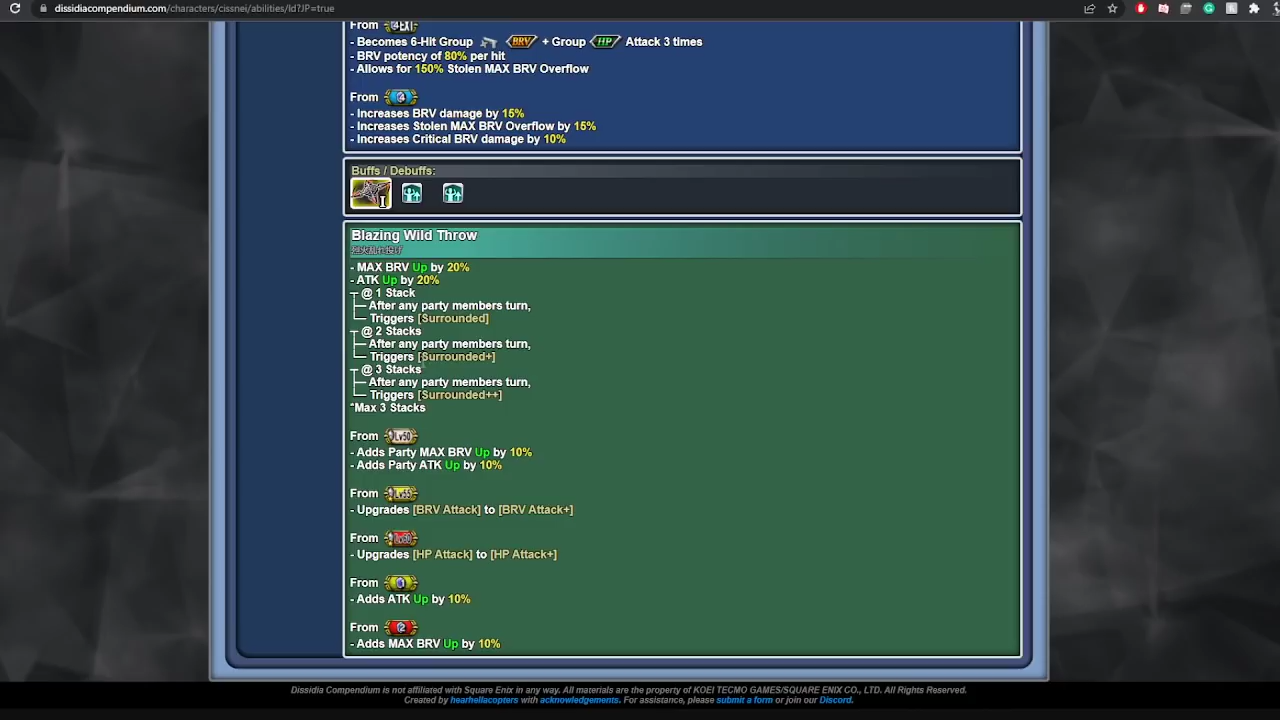 dissidiacompendium.com/characters/cissnei/abilities/ld?JP=true
From 4EXT
- Becomes 6-Hit Group BRV + Group HP Attack 3 times
- BRV potency of 80% per hit
- Allows for 150% Stolen MAX BRV Overflow
From
- Increases BRV damage by 15%
- Increases Stolen MAX BRV Overflow by 15%
- Increases Critical BRV damage by 10%
Buffs / Debuffs:
I
Blazing Wild Throw
- MAX BRV Up by 20%
- ATK Up by 20%
@ 1 Stack
After any party members turn,
Triggers [Surrounded]
@ 2 Stacks
After any party members turn,
Triggers [Surrounded+]
@ 3 Stacks
After any party members turn,
Triggers [Surrounded++]
*Max 3 Stacks
From Lv50
- Adds Party MAX BRV Up by 10%
- Adds Party ATK Up by 10%
From
- Upgrades [BRV Attack] to [BRV Attack+]
From
- Upgrades [HP Attack] to [HP Attack+]
From
- Adds ATK Up by 10%
From
- Adds MAX BRV Up by 10%
Dissidia Compendium is not affiliated with Square Enix in any way. All materials are the property of KOEI TECMO GAMES/SQUARE ENIX CO., LTD. All Rights Reserved.
Created by hearhellacopters with acknowledgements. For assistance, please submit a form or join our Discord.